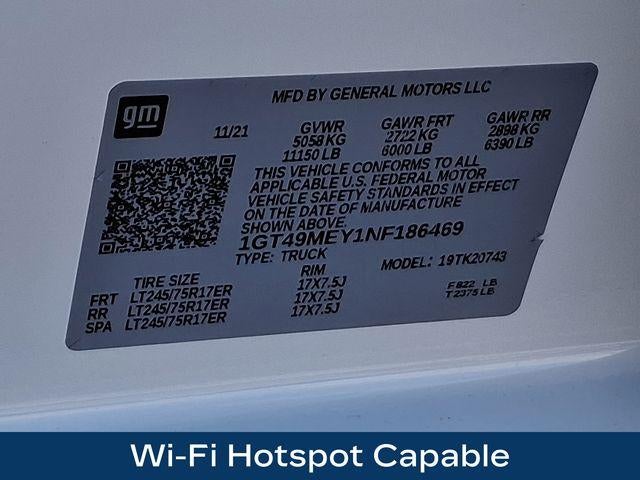 gm
MFD BY GENERAL MOTORS LLC
11/21 GVWR GAWR FRT GAWR RR
5058 KG 2722 KG 2898 KG
11150 LB 6000 LB 6390 LB
THIS VEHICLE CONFORMS TO ALL
APPLICABLE U.S. FEDERAL MOTOR
VEHICLE SAFETY STANDARDS IN EFFECT
ON THE DATE OF MANUFACTURE
SHOWN ABOVE.
1GT49MEY1NF186469
TYPE: TRUCK MODEL: 19TK20743
TIRE SIZE RIM
FRT LT245/75R17ER 17X7.5J F 822 LB
RR LT245/75R17ER 17X7.5J T 2375 LB
SPA LT245/75R17ER 17X7.5J
Wi-Fi Hotspot Capable